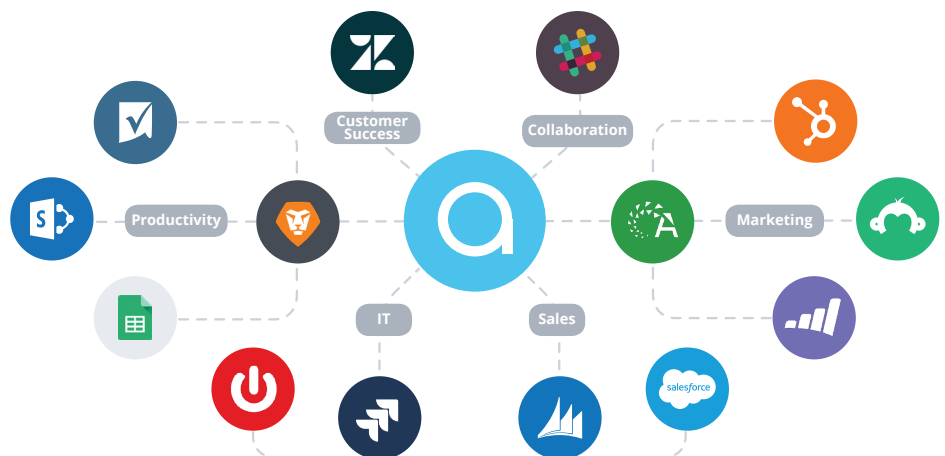 Customer
Success
Collaboration
S
Productivity
A
Marketing
IT
Sales
salesforce